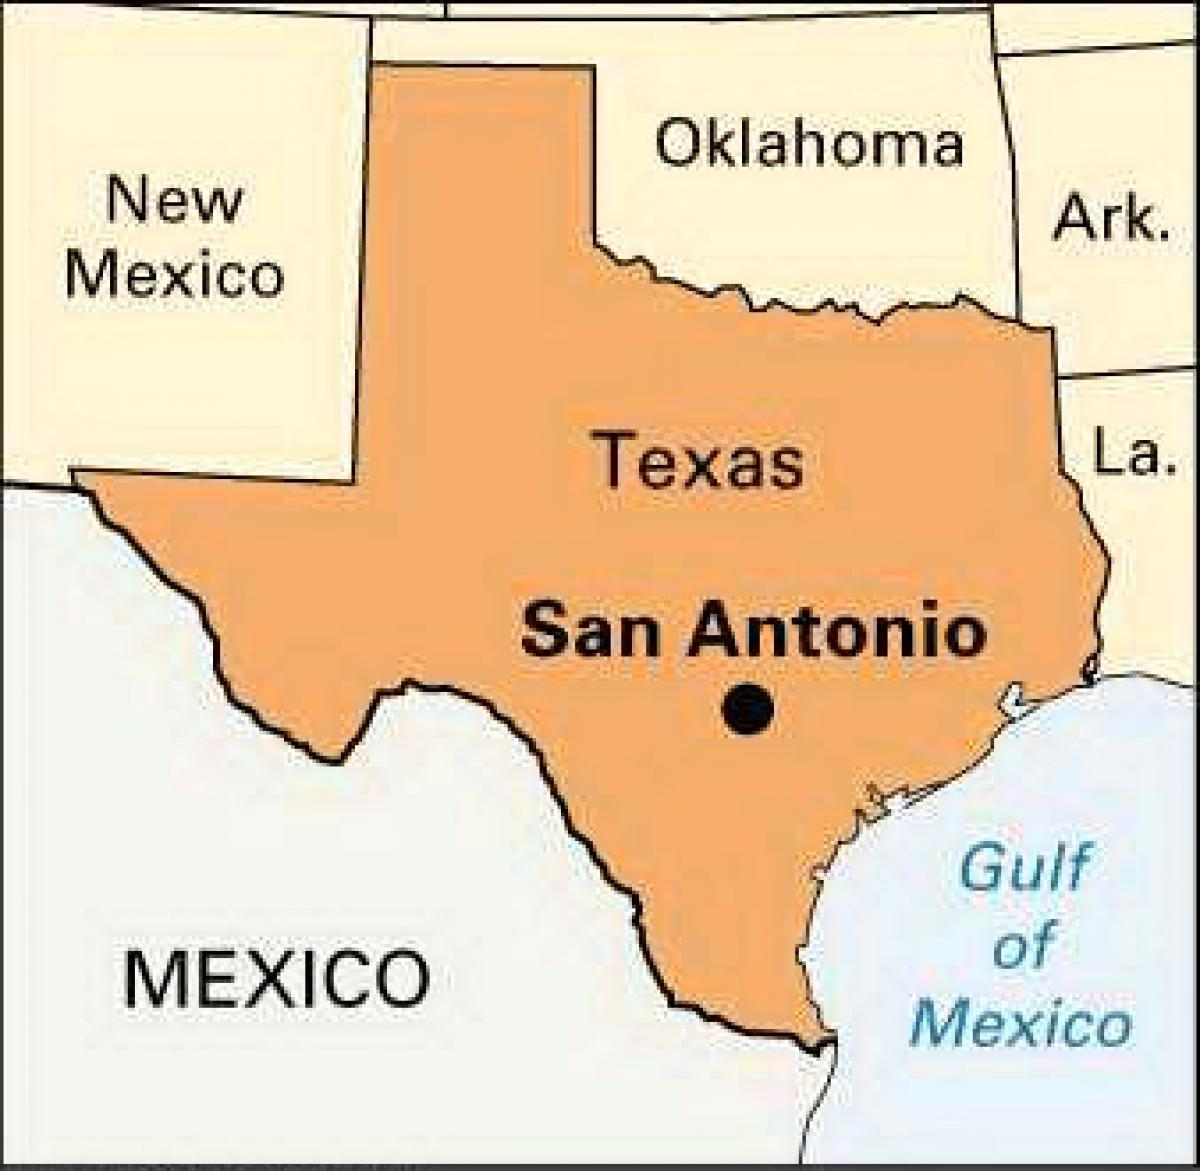 Oklahoma
New
Mexico
Ark.
Texas
La.
San Antonio
Gulf
of
Mexico
MEXICO